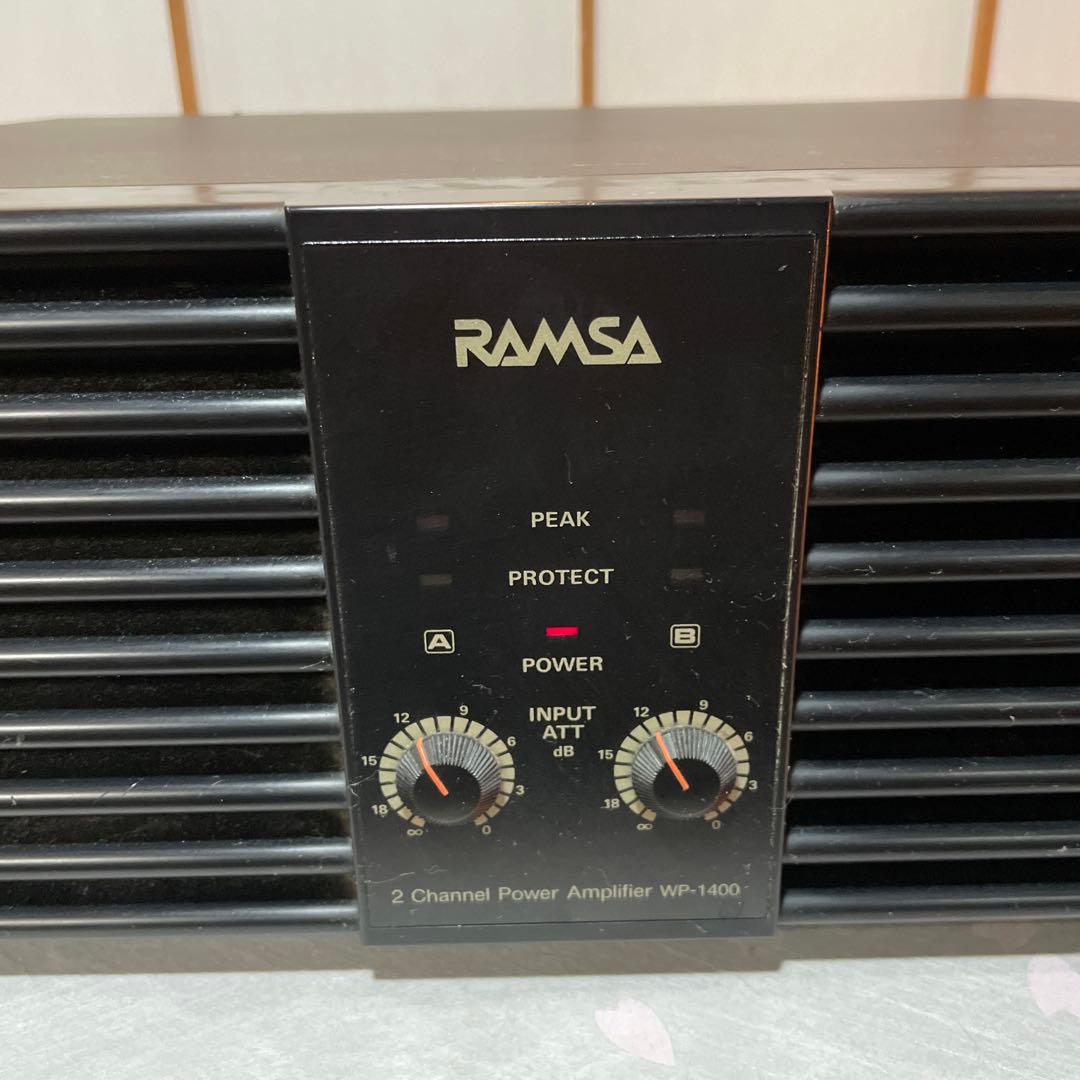 RAMSA
PEAK
PROTECT
A
B
POWER
INPUT
ATT
dB
12 9 6 3 0 15 18 ∞
12 9 6 3 0 15 18 ∞
2 Channel Power Amplifier WP-1400